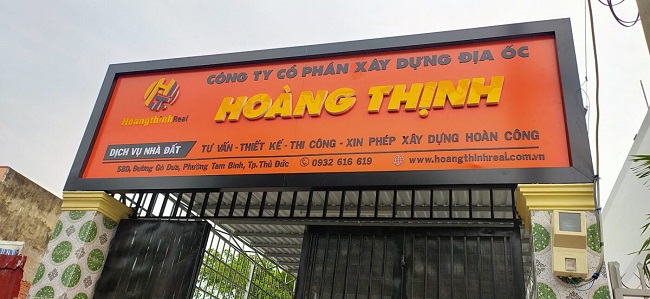 CÔNG TY CỔ PHẦN XÂY DỰNG ĐỊA ỐC
HOÀNG THỊNH
HoangthinhReal
DỊCH VỤ NHÀ ĐẤT
TƯ VẤN - THIẾT KẾ - THI CÔNG - XIN PHÉP XÂY DỰNG HOÀN CÔNG
58D, Đường Gò Dưa, Phường Tam Bình, Tp.Thủ Đức 0932 616 619 www.hoangthinhreal.com.vn